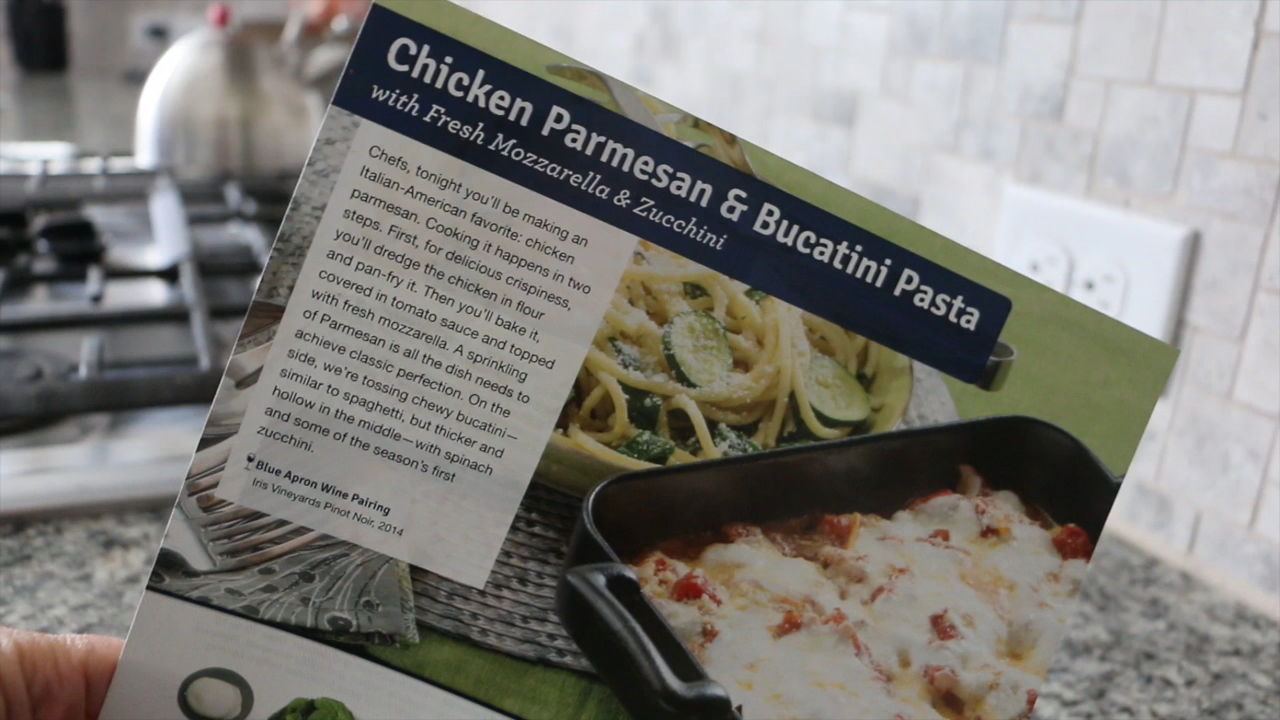 Chicken Parmesan & Bucatini Pasta
with Fresh Mozzarella & Zucchini
Chefs, tonight you'll be making an
Italian-American favorite: chicken
parmesan. Cooking it happens in two
steps. First, for delicious crispiness,
you'll dredge the chicken in flour
and pan-fry it. Then you'll bake it,
covered in tomato sauce and topped
with fresh mozzarella. A sprinkling
of Parmesan is all the dish needs to
achieve classic perfection. On the
side, we're tossing chewy bucatini—
similar to spaghetti, but thicker and
hollow in the middle—with spinach
and some of the season's first
zucchini.
Blue Apron Wine Pairing
Iris Vineyards Pinot Noir, 2014